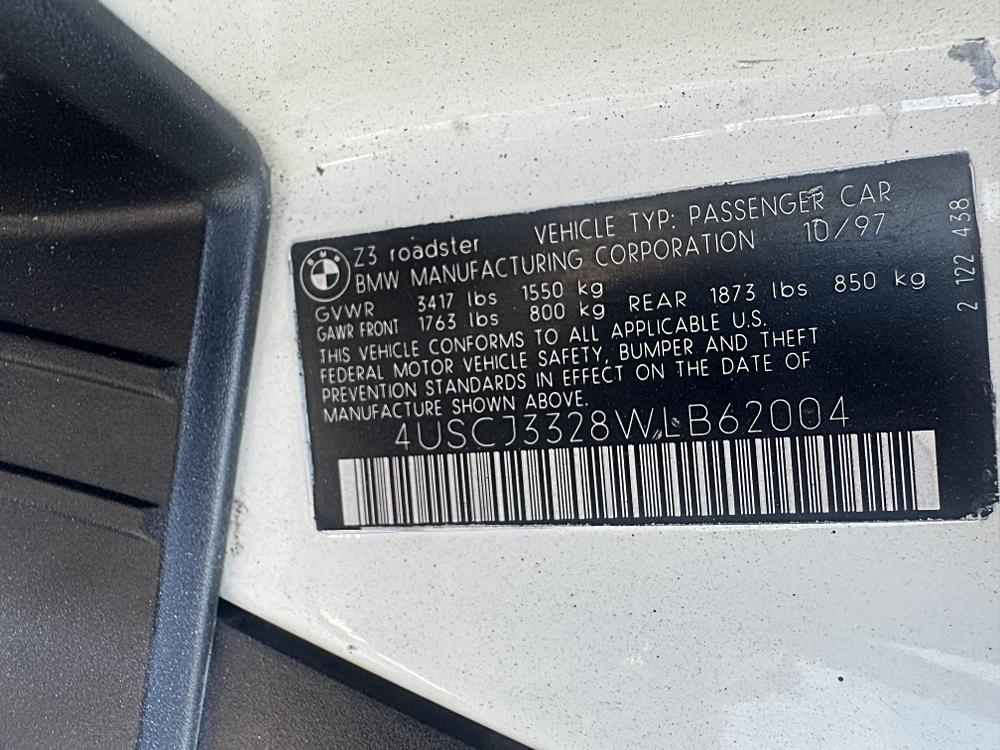 BMW
Z3 roadster VEHICLE TYP: PASSENGER CAR
BMW MANUFACTURING CORPORATION 10/97
GVWR 3417 lbs 1550 kg
GAWR FRONT 1763 lbs 800 kg REAR 1873 lbs 850 kg
THIS VEHICLE CONFORMS TO ALL APPLICABLE U.S.
FEDERAL MOTOR VEHICLE SAFETY, BUMPER AND THEFT
PREVENTION STANDARDS IN EFFECT ON THE DATE OF
MANUFACTURE SHOWN ABOVE.
4USCJ3328WLB62004
2 122 438